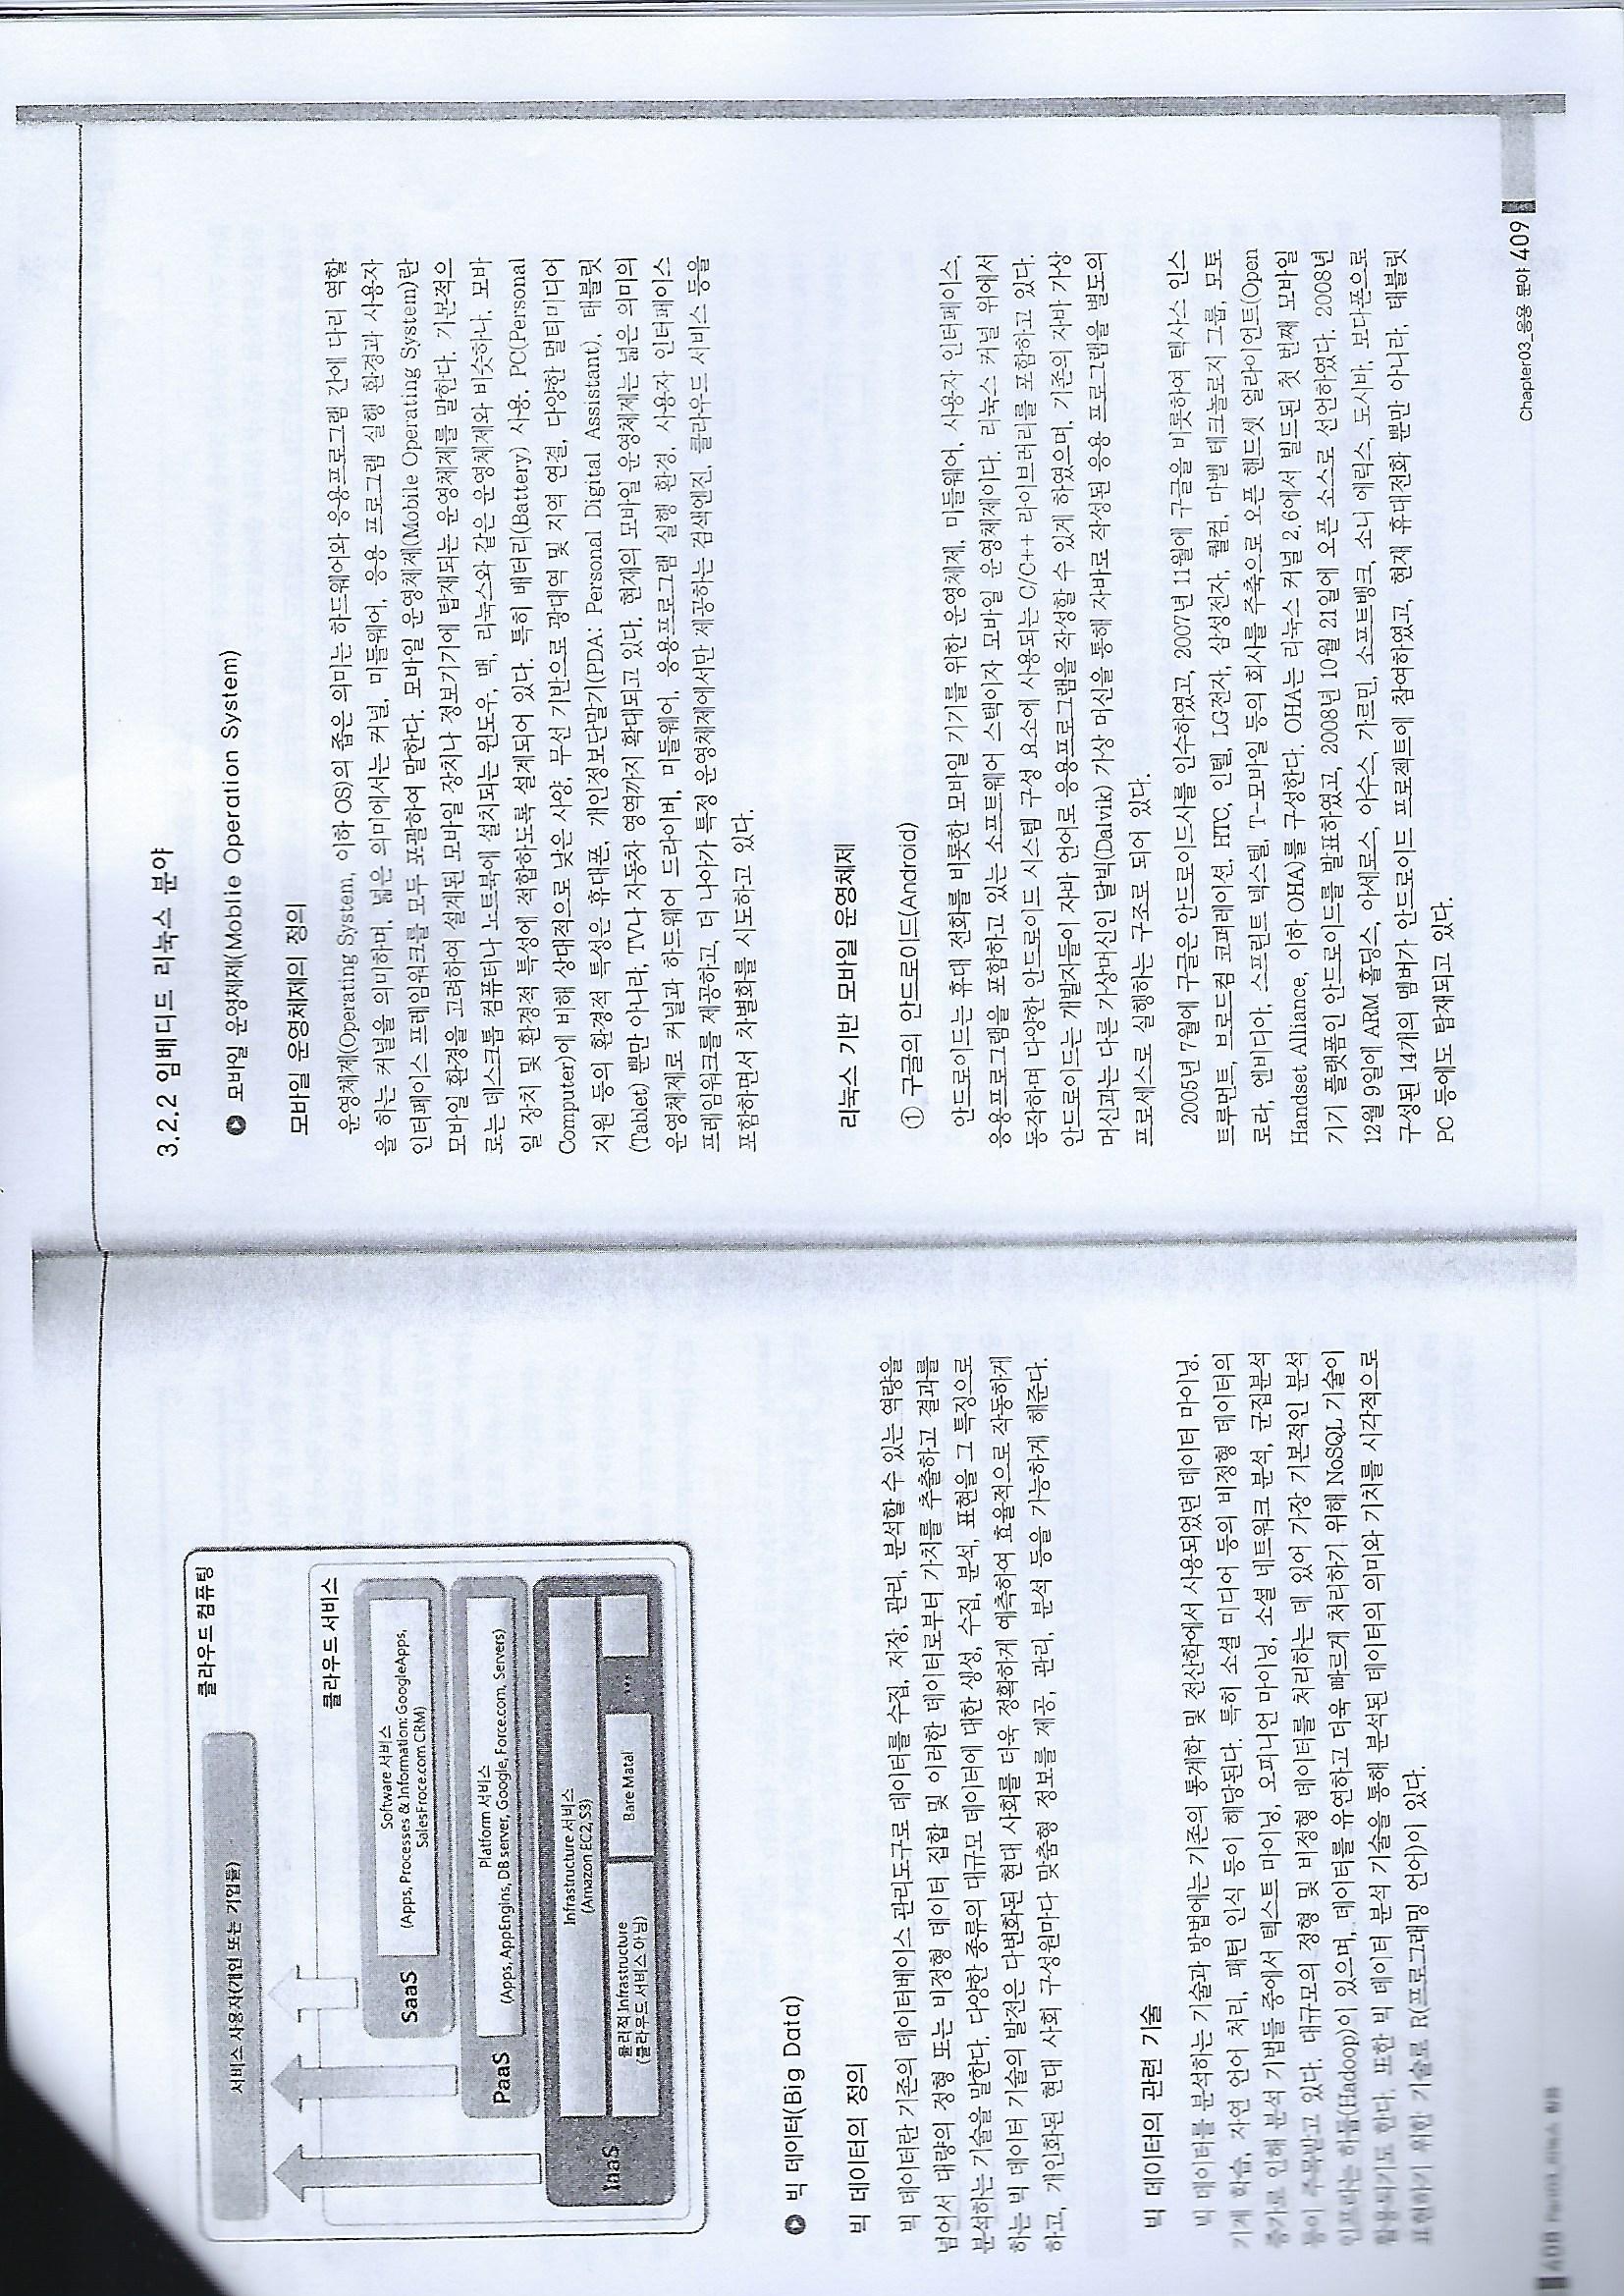 클라우드 컴퓨팅
서비스 사용자(개인 또는 기업들)
클라우드 서비스
SaaS
Software 서비스
(Apps, Processes & Information: GoogleApps,
SalesFroce.com CRM)
PaaS
Platform 서비스
(Apps, AppEngins, DB server, Google, Force.com, Servers)
IaaS
Infrastructure 서비스
(Amazon EC2, S3)
물리적 Infrastructure
(클라우드 서비스 아님)
Bare Matal
...
빅 데이터(Big Data)
빅 데이터의 정의
빅 데이터란 기존의 데이터베이스 관리도구로 데이터를 수집, 저장, 관리, 분석할 수 있는 역량을
넘어서 대량의 정형 또는 비정형 데이터 집합 및 이러한 데이터로부터 가치를 추출하고 결과를
분석하는 기술을 말한다. 다양한 종류의 대규모 데이터에 대한 생성, 수집, 분석, 표현을 그 특징으로
하는 빅 데이터 기술의 발전은 다변화된 현대 사회를 더욱 정확하게 예측하여 효율적으로 작동하게
하고, 개인화된 현대 사회 구성원마다 맞춤형 정보를 제공, 관리, 분석 등을 가능하게 해준다.
빅 데이터의 관련 기술
빅 데이터를 분석하는 기술과 방법에는 기존의 통계학 및 전산학에서 사용되었던 데이터 마이닝,
기계 학습, 자연 언어 처리, 패턴 인식 등이 해당된다. 특히 소셜 미디어 등의 비정형 데이터의
증가로 인해 분석 기법들 중에서 텍스트 마이닝, 오피니언 마이닝, 소셜 네트워크 분석, 군집분석
등이 주목받고 있다. 대규모의 정형 및 비정형 데이터를 처리하는 데 있어 가장 기본적인 분석
인프라는 하둡(Hadoop)이 있으며, 데이터를 유연하고 더욱 빠르게 처리하기 위해 NoSQL 기술이
활용되기도 한다. 또한 빅 데이터 분석 기술을 통해 분석된 데이터의 의미와 가치를 시각적으로
표현하기 위한 기술로 R(프로그래밍 언어)이 있다.
408 Part03_리눅스 활용
3.2.2 임베디드 리눅스 분야
모바일 운영체제(Moblie Operation System)
모바일 운영체제의 정의
운영체제(Operating System, 이하 OS)의 좁은 의미는 하드웨어와 응용프로그램 간에 다리 역할
을 하는 커널을 의미하며, 넓은 의미에서는 커널, 미들웨어, 응용 프로그램 실행 환경과 사용자
인터페이스 프레임워크를 모두 포괄하여 말한다. 모바일 운영체제(Mobile Operating System)란
모바일 환경을 고려하여 설계된 모바일 장치나 정보기기에 탑재되는 운영체제를 말한다. 기본적으
로는 데스크톱 컴퓨터나 노트북에 설치되는 윈도우, 맥, 리눅스와 같은 운영체제와 비슷하나, 모바
일 장치 및 환경적 특성에 적합하도록 설계되어 있다. 특히 배터리(Battery) 사용, PC(Personal
Computer)에 비해 상대적으로 낮은 사양, 무선 기반으로 광대역 및 지역 연결, 다양한 멀티미디어
지원 등의 환경적 특성은 휴대폰, 개인정보단말기(PDA: Personal Digital Assistant), 태블릿
(Tablet) 뿐만 아니라, TV나 자동차 영역까지 확대되고 있다. 현재의 모바일 운영체제는 넓은 의미의
운영체제로 커널과 하드웨어 드라이버, 미들웨어, 응용프로그램 실행 환경, 사용자 인터페이스
프레임워크를 제공하고, 더 나아가 특정 운영체제에서만 제공하는 검색엔진, 클라우드 서비스 등을
포함하면서 차별화를 시도하고 있다.
리눅스 기반 모바일 운영체제
① 구글의 안드로이드(Android)
안드로이드는 휴대 전화를 비롯한 모바일 기기를 위한 운영체제, 미들웨어, 사용자 인터페이스,
응용프로그램을 포함하고 있는 소프트웨어 스택이자 모바일 운영체제이다. 리눅스 커널 위에서
동작하며 다양한 안드로이드 시스템 구성 요소에 사용되는 C/C++ 라이브러리를 포함하고 있다.
안드로이드는 개발자들이 자바 언어로 응용프로그램을 작성할 수 있게 하였으며, 기존의 자바 가상
머신과는 다른 가상머신인 달빅(Dalvik) 가상 머신을 통해 자바로 작성된 응용 프로그램을 별도의
프로세스로 실행하는 구조로 되어 있다.
2005년 7월에 구글은 안드로이드사를 인수하였고, 2007년 11월에 구글을 비롯하여 텍사스 인스
트루먼트, 브로드컴 코퍼레이션, HTC, 인텔, LG전자, 삼성전자, 퀄컴, 마벨 테크놀로지 그룹, 모토
로라, 엔비디아, 스프린트 넥스텔, T-모바일 등의 회사를 주축으로 오픈 핸드셋 얼라이언트(Open
Handset Alliance, 이하 OHA)를 구성한다. OHA는 리눅스 커널 2.6에서 빌드된 첫 번째 모바일
기기 플랫폼인 안드로이드를 발표하였고, 2008년 10월 21일에 오픈 소스로 선언하였다. 2008년
12월 9일에 ARM 홀딩스, 아세로스, 아수스, 가르민, 소프트뱅크, 소니 에릭스, 도시바, 보다폰으로
구성된 14개의 멤버가 안드로이드 프로젝트에 참여하였고, 현재 휴대전화 뿐만 아니라, 태블릿
PC 등에도 탑재되고 있다.
Chapter03_응용 분야 409